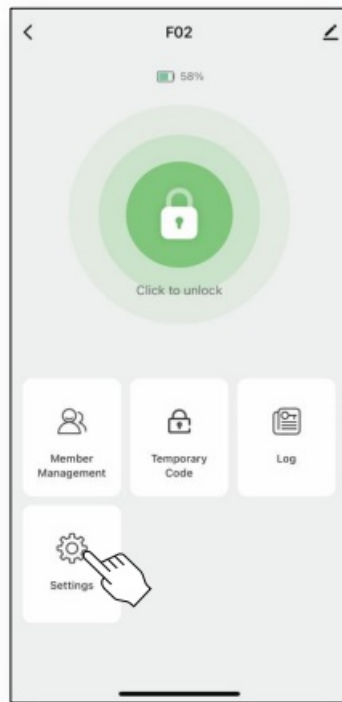 F02
58%
Click to unlock
Member
Management
Temporary
Code
Log
Settings